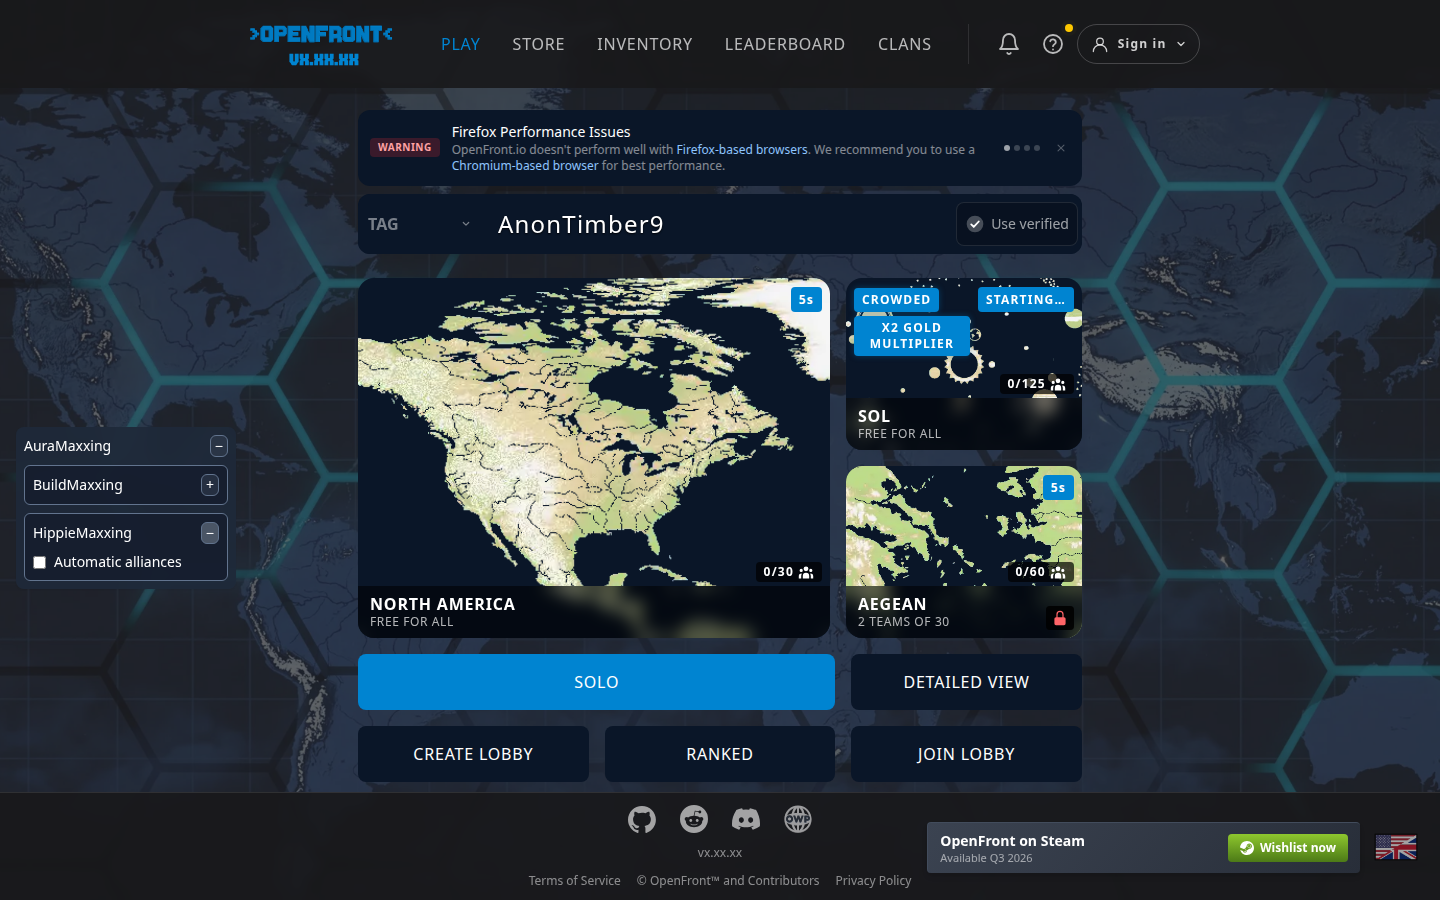 >OPENFRONT<
VX.XX.XX
PLAY
STORE
INVENTORY
LEADERBOARD
CLANS
Sign in
WARNING
Firefox Performance Issues
OpenFront.io doesn't perform well with Firefox-based browsers. We recommend you to use a
Chromium-based browser for best performance.
TAG
AnonTimber9
Use verified
5s
0/30
NORTH AMERICA
FREE FOR ALL
CROWDED
STARTING...
X2 GOLD
MULTIPLIER
0/125
SOL
FREE FOR ALL
5s
0/60
AEGEAN
2 TEAMS OF 30
AuraMaxxing
−
BuildMaxxing
+
HippieMaxxing
−
Automatic alliances
SOLO
DETAILED VIEW
CREATE LOBBY
RANKED
JOIN LOBBY
OWP
vx.xx.xx
Terms of Service
© OpenFront™ and Contributors
Privacy Policy
OpenFront on Steam
Available Q3 2026
Wishlist now